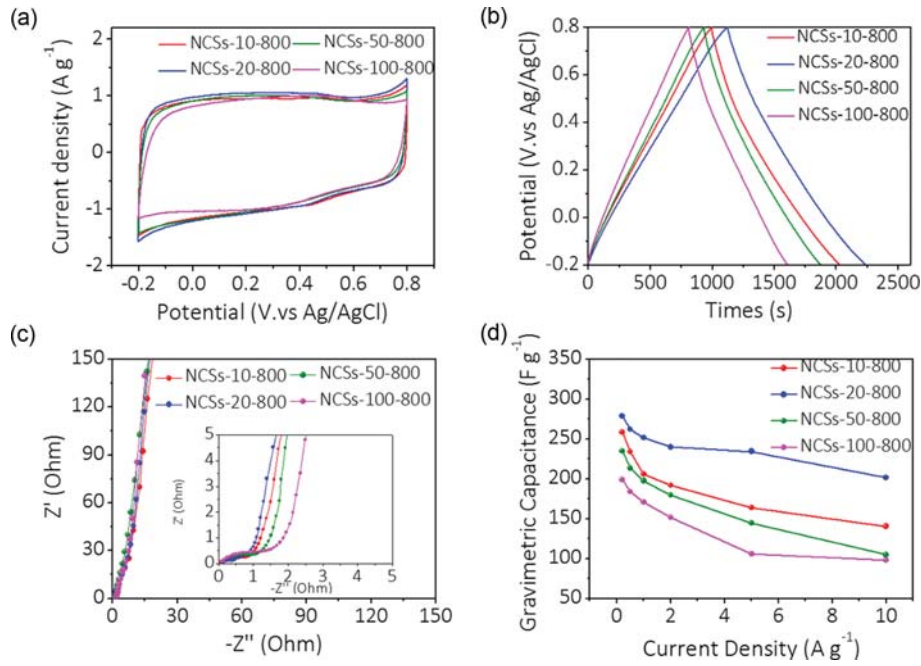 (a)
Current density (A g⁻¹)
2
1
0
-1
-2
NCSs-10-800 NCSs-50-800
NCSs-20-800 NCSs-100-800
-0.2 0.0 0.2 0.4 0.6 0.8
Potential (V.vs Ag/AgCl)
(b)
Potential (V.vs Ag/AgCl)
0.8
0.4
0.0
-0.2
NCSs-10-800
NCSs-20-800
NCSs-50-800
NCSs-100-800
0 500 1000 1500 2000 2500
Times (s)
(c)
Z' (Ohm)
150
120
90
60
30
0
NCSs-10-800 NCSs-50-800
NCSs-20-800 NCSs-100-800
Z (Ohm)
5
4
3
2
1
0
0 1 2 3 4 5
-Z'' (Ohm)
0 30 60 90 120 150
-Z'' (Ohm)
(d)
Gravimetric Capacitance (F g⁻¹)
350
300
250
200
150
100
50
NCSs-10-800
NCSs-20-800
NCSs-50-800
NCSs-100-800
0 2 4 6 8 10
Current Density (A g⁻¹)